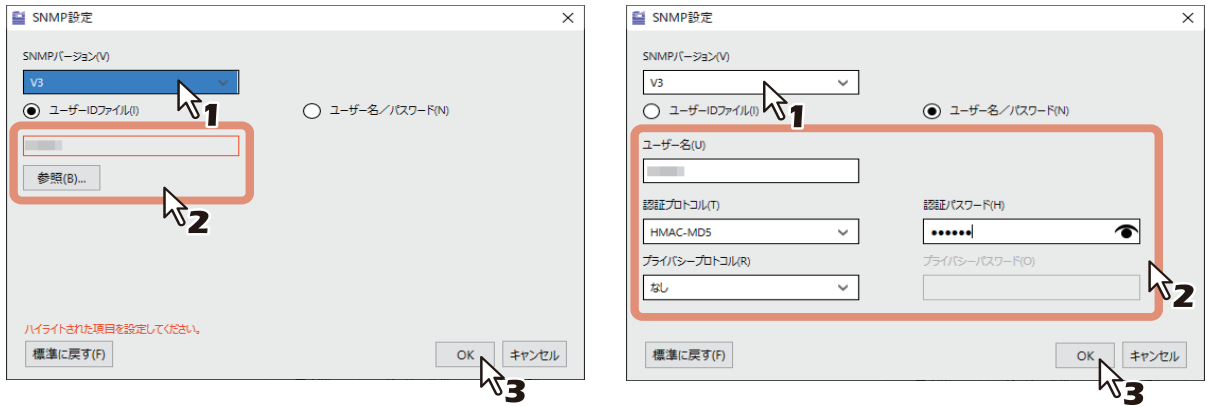 SNMP設定
SNMPバージョン(V)
V3
1
ユーザーIDファイル(I)
ユーザー名／パスワード(N)
参照(B)...
2
ハイライトされた項目を設定してください。
標準に戻す(F)
OK
キャンセル
3
SNMP設定
SNMPバージョン(V)
V3
1
ユーザーIDファイル(I)
ユーザー名／パスワード(N)
ユーザー名(U)
認証プロトコル(T)
認証パスワード(H)
HMAC-MD5
••••••
プライバシープロトコル(R)
プライバシーパスワード(O)
なし
2
標準に戻す(F)
OK
キャンセル
3